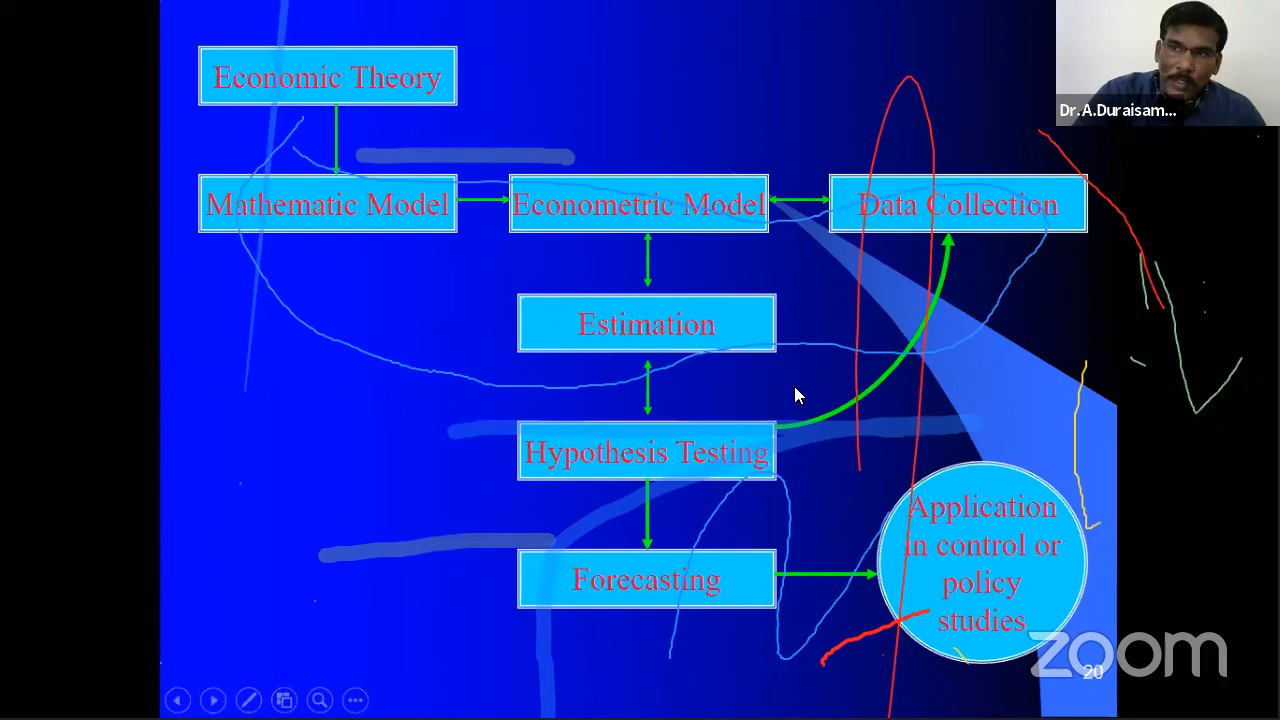 Economic Theory
Mathematic Model
Econometric Model
Data Collection
Estimation
Hypothesis Testing
Forecasting
Application
in control or
policy
studies
Dr.A.Duraisam...
zoom
20